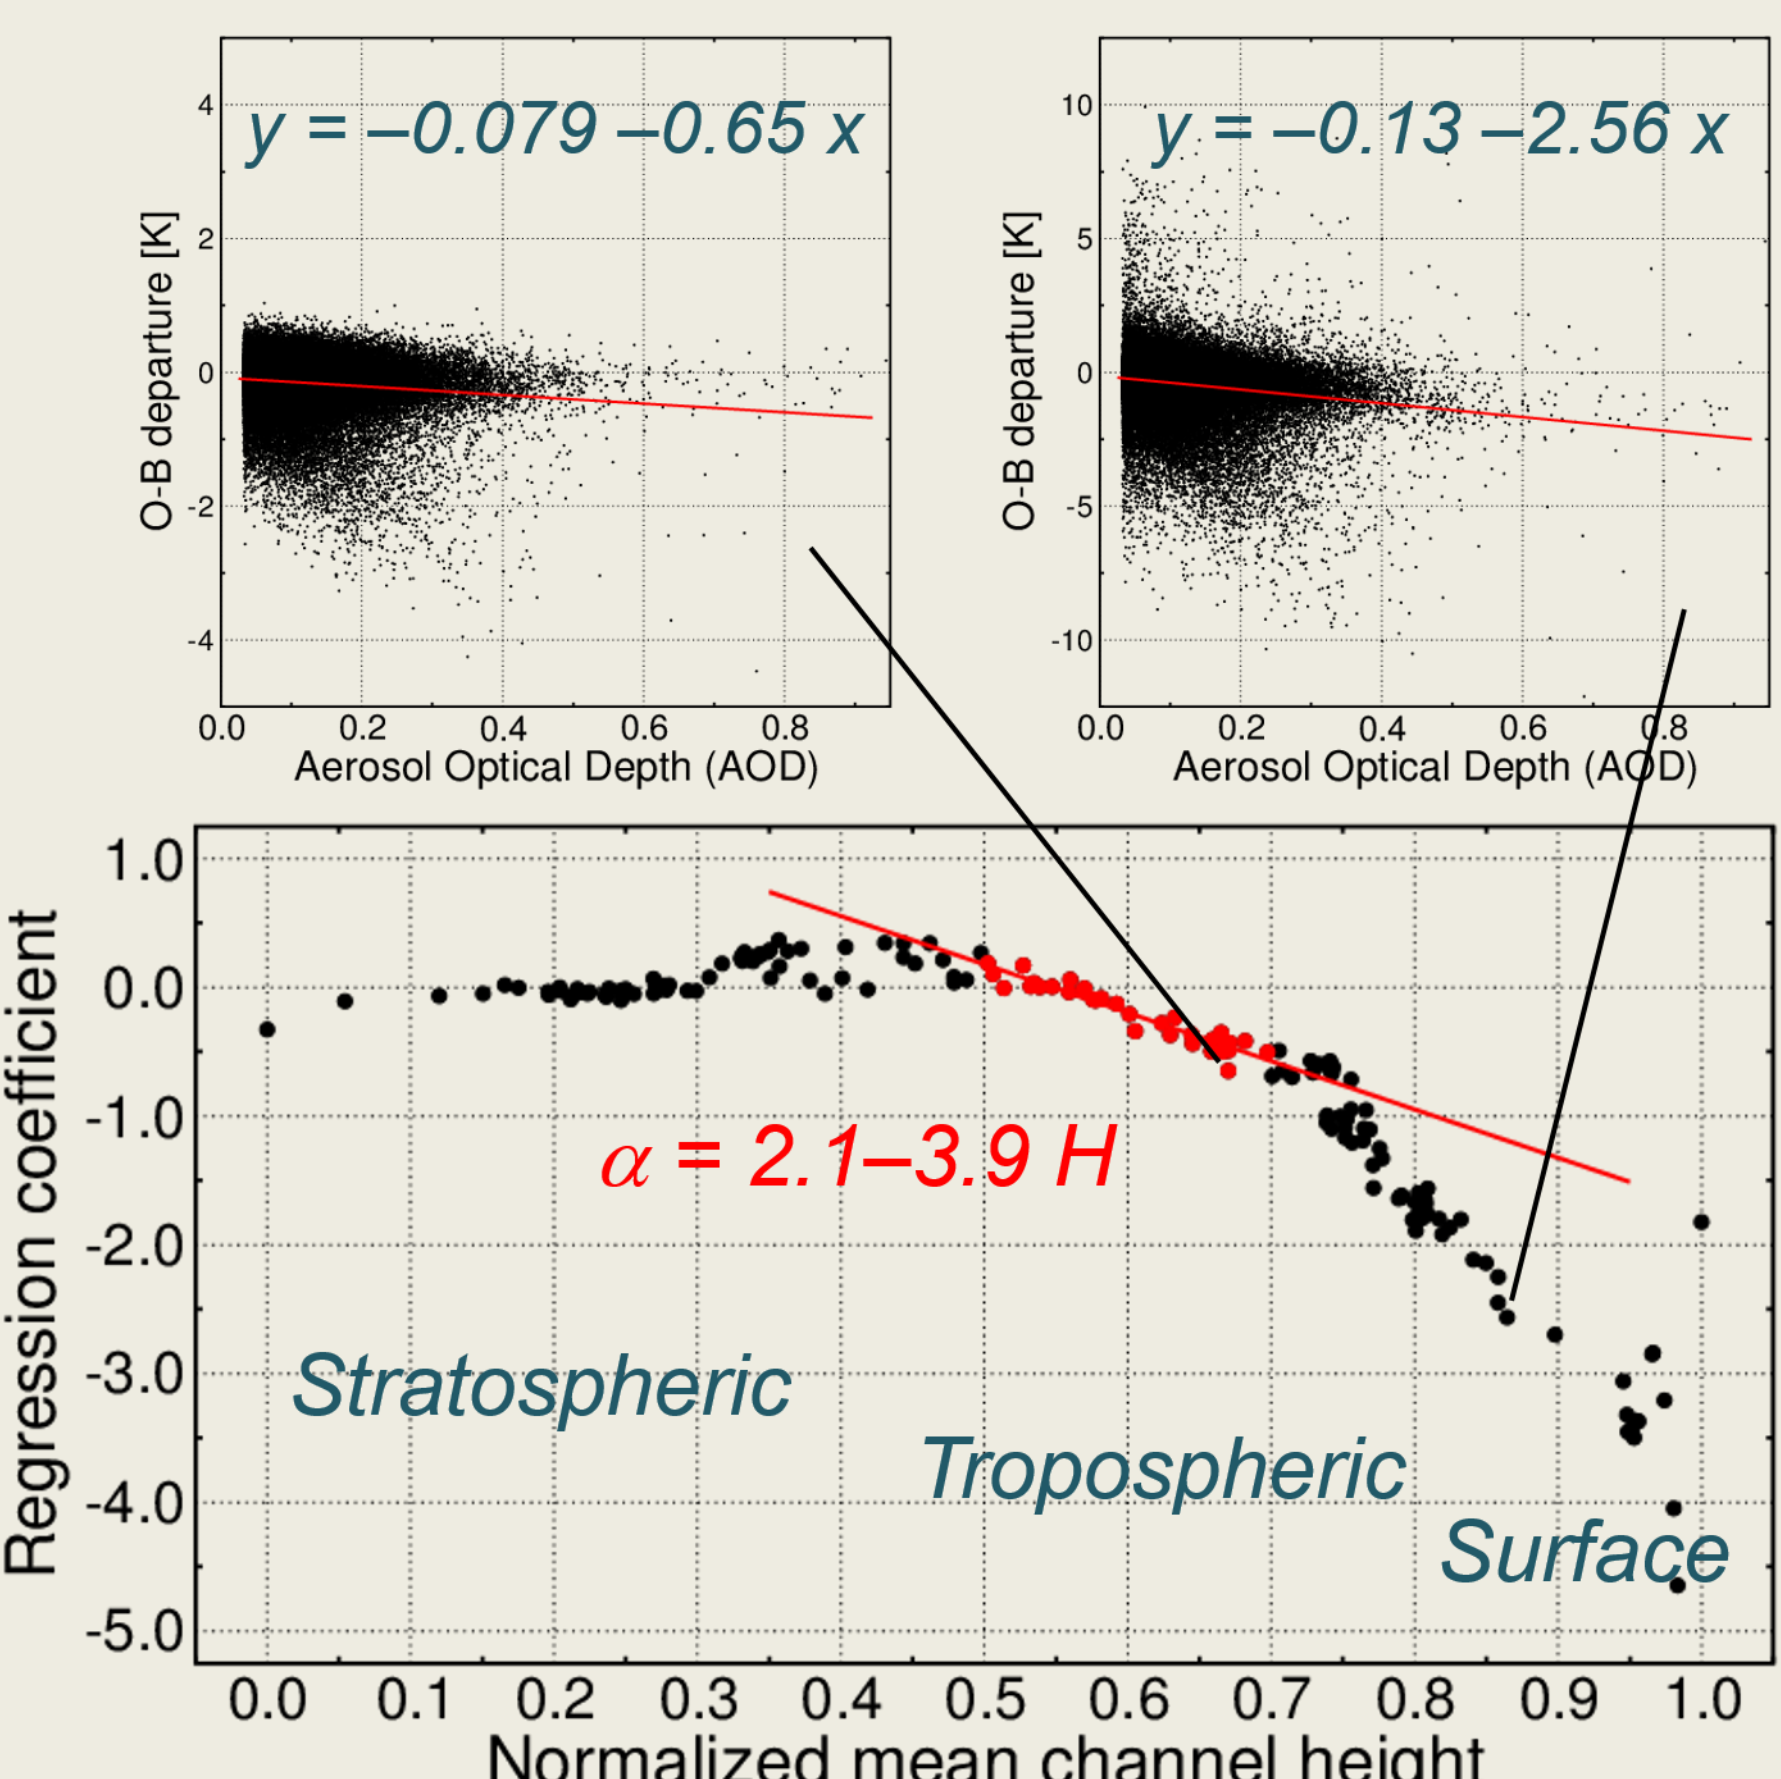 y = –0.079 –0.65 x
4
2
0
-2
-4
O-B departure [K]
0.0 0.2 0.4 0.6 0.8
Aerosol Optical Depth (AOD)
y = –0.13 –2.56 x
10
5
0
-5
-10
O-B departure [K]
0.0 0.2 0.4 0.6 0.8
Aerosol Optical Depth (AOD)
1.0
0.0
-1.0
-2.0
-3.0
-4.0
-5.0
Regression coefficient
α = 2.1–3.9 H
Stratospheric
Tropospheric
Surface
0.0 0.1 0.2 0.3 0.4 0.5 0.6 0.7 0.8 0.9 1.0
Normalized mean channel height